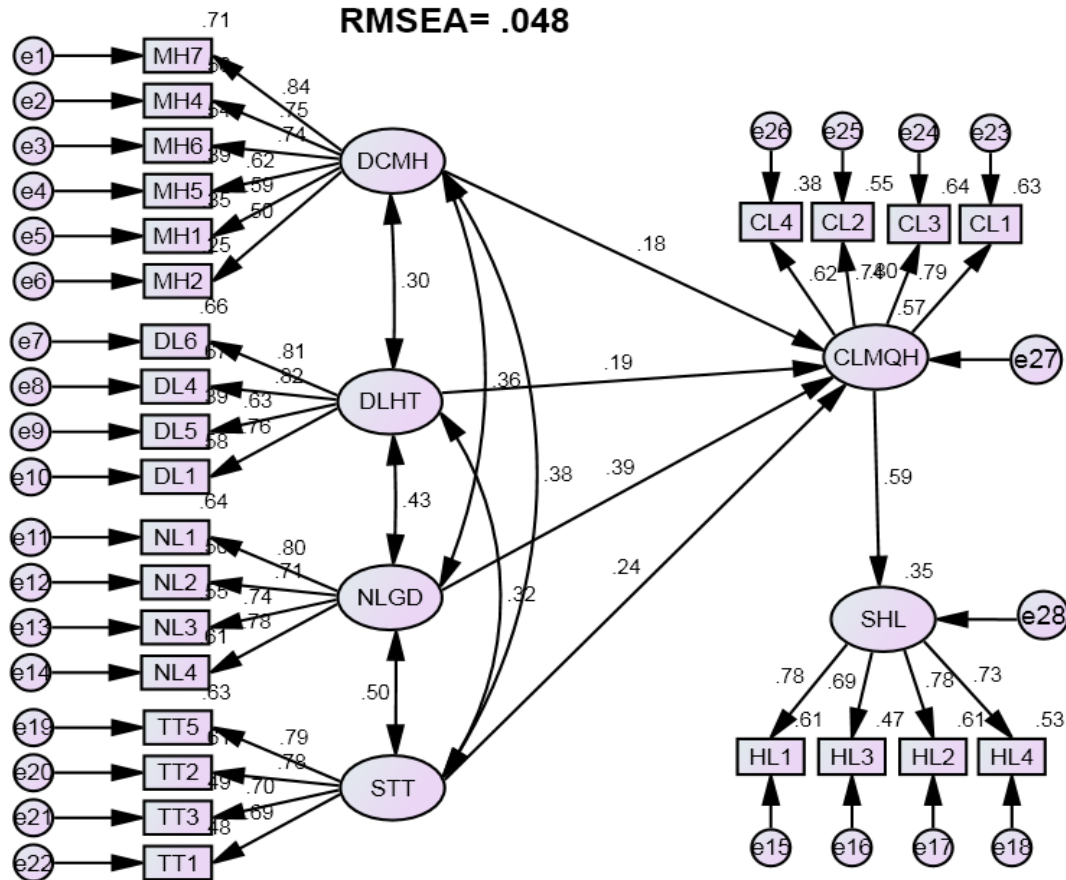 RMSEA= .048
.71
e1 MH7
.84
e2 MH4
.75
e3 MH6
.74
e4 MH5
.62
e5 MH1
.59
e6 MH2
.50
.25
DCMH
.66
e7 DL6
.81
e8 DL4
.82
e9 DL5
.63
e10 DL1
.76
.58
DLHT
.64
e11 NL1
.80
e12 NL2
.71
e13 NL3
.74
e14 NL4
.78
.61
NLGD
.63
e19 TT5
.79
e20 TT2
.78
e21 TT3
.70
e22 TT1
.69
.48
STT
.30
.36
.38
.43
.32
.50
.18
.19
.39
.24
e26 e25 e24 e23
.38 .55 .64 .63
CL4 CL2 CL3 CL1
.62 .74 .80 .79
.57
CLMQH e27
.59
.35
SHL e28
.78 .69 .78 .73
.61 .47 .61 .53
HL1 HL3 HL2 HL4
e15 e16 e17 e18